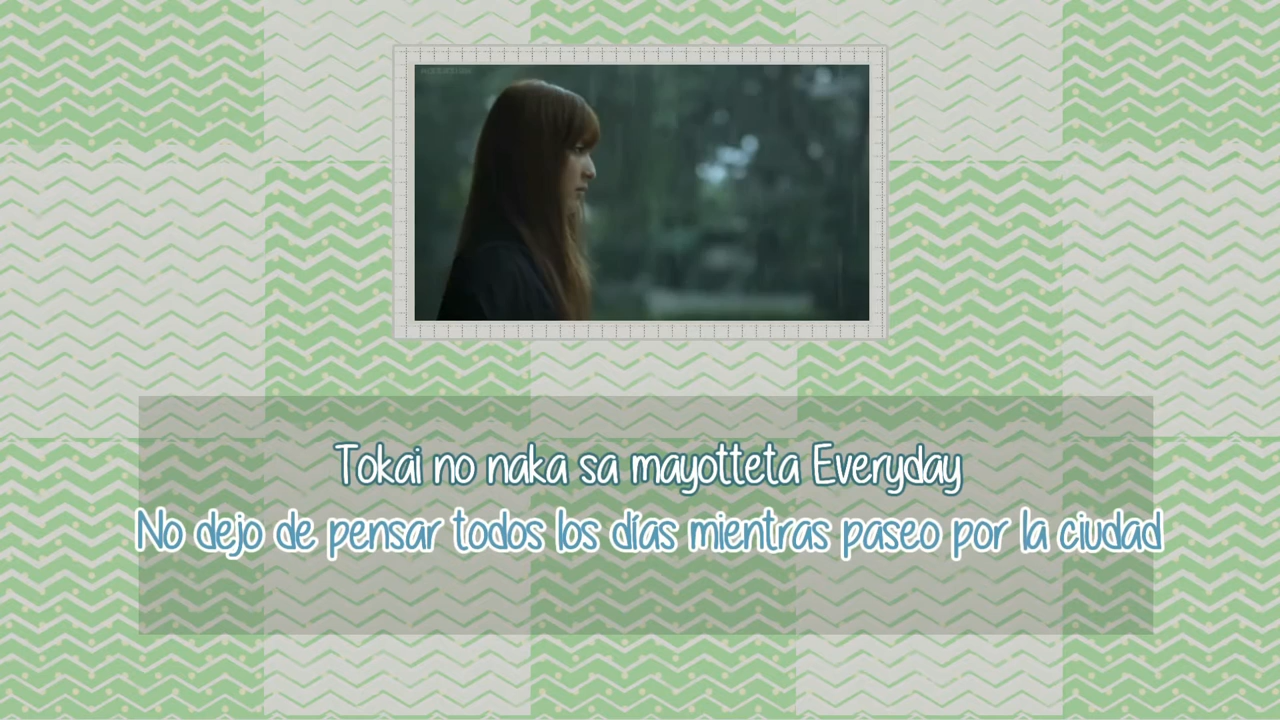 Tokai no naka sa mayotteta Everyday
No dejo de pensar todos los días mientras paseo por la ciudad